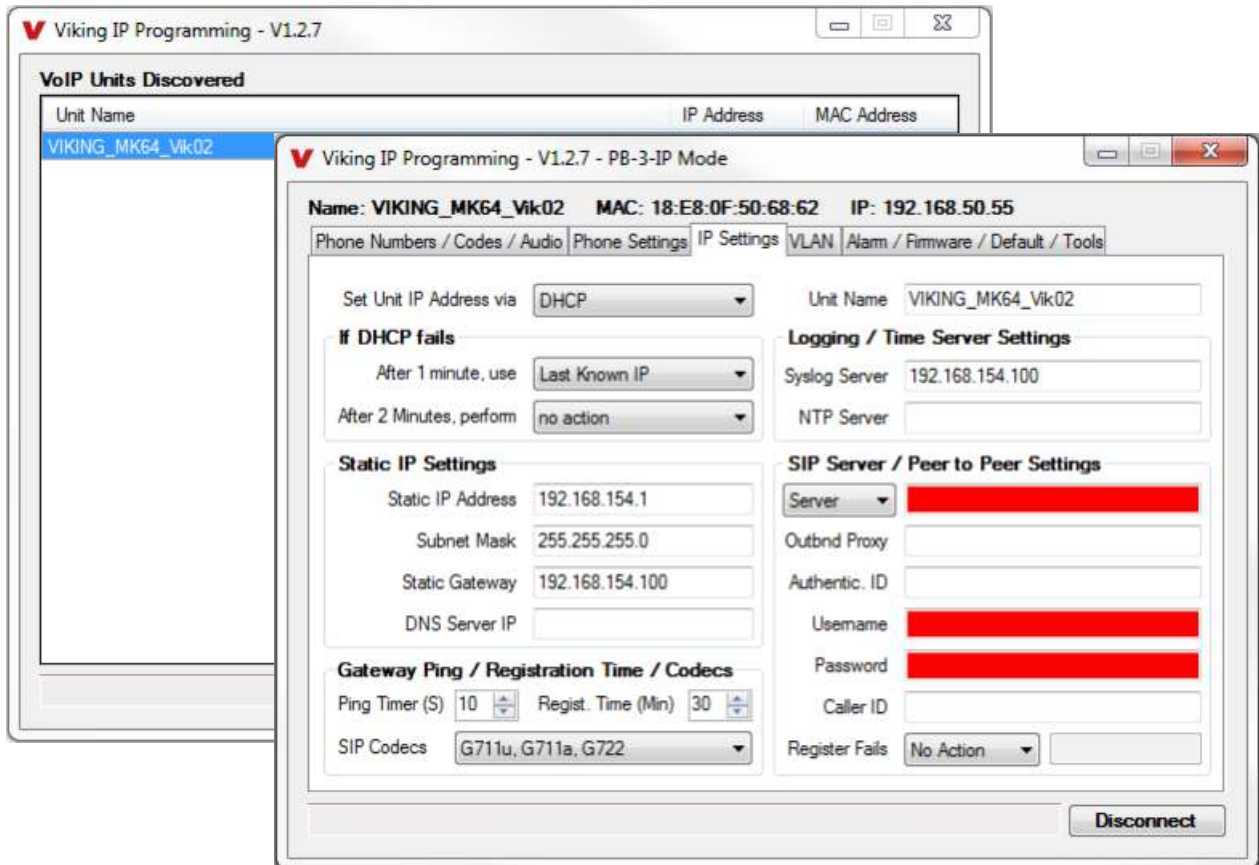 Viking IP Programming - V1.2.7
VoIP Units Discovered
Unit Name IP Address MAC Address
VIKING_MK64_Vik02
Viking IP Programming - V1.2.7 - PB-3-IP Mode
Name: VIKING_MK64_Vik02 MAC: 18:E8:0F:50:68:62 IP: 192.168.50.55
Phone Numbers / Codes / Audio Phone Settings IP Settings VLAN Alarm / Firmware / Default / Tools
Set Unit IP Address via DHCP
If DHCP fails
After 1 minute, use Last Known IP
After 2 Minutes, perform no action
Static IP Settings
Static IP Address 192.168.154.1
Subnet Mask 255.255.255.0
Static Gateway 192.168.154.100
DNS Server IP
Gateway Ping / Registration Time / Codecs
Ping Timer (S) 10 Regist. Time (Min) 30
SIP Codecs G711u, G711a, G722
Unit Name VIKING_MK64_Vik02
Logging / Time Server Settings
Syslog Server 192.168.154.100
NTP Server
SIP Server / Peer to Peer Settings
Server
Outbnd Proxy
Authentic. ID
Username
Password
Caller ID
Register Fails No Action
Disconnect